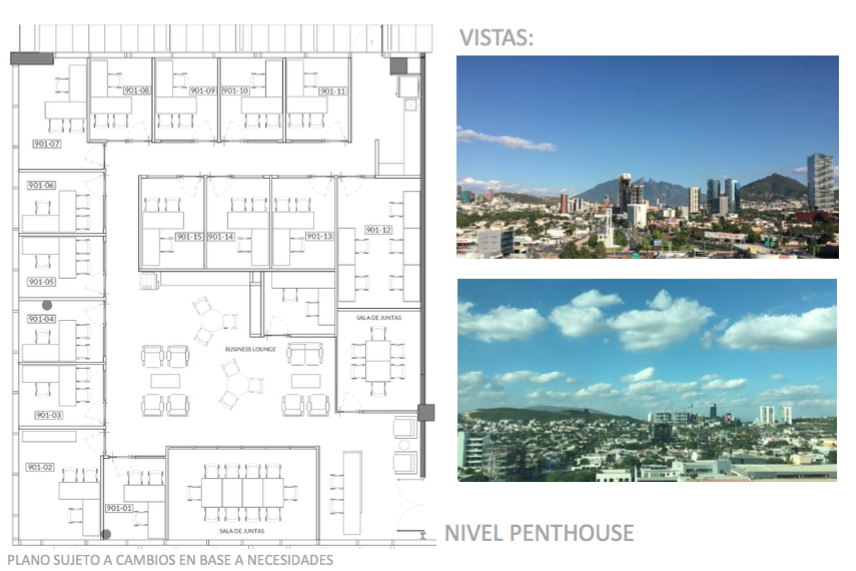 VISTAS:
901-08
901-09
901-10
901-11
901-07
901-06
901-15
901-14
901-13
901-12
901-05
901-04
SALA DE JUNTAS
BUSINESS LOUNGE
901-03
901-02
901-01
SALA DE JUNTAS
NIVEL PENTHOUSE
PLANO SUJETO A CAMBIOS EN BASE A NECESIDADES